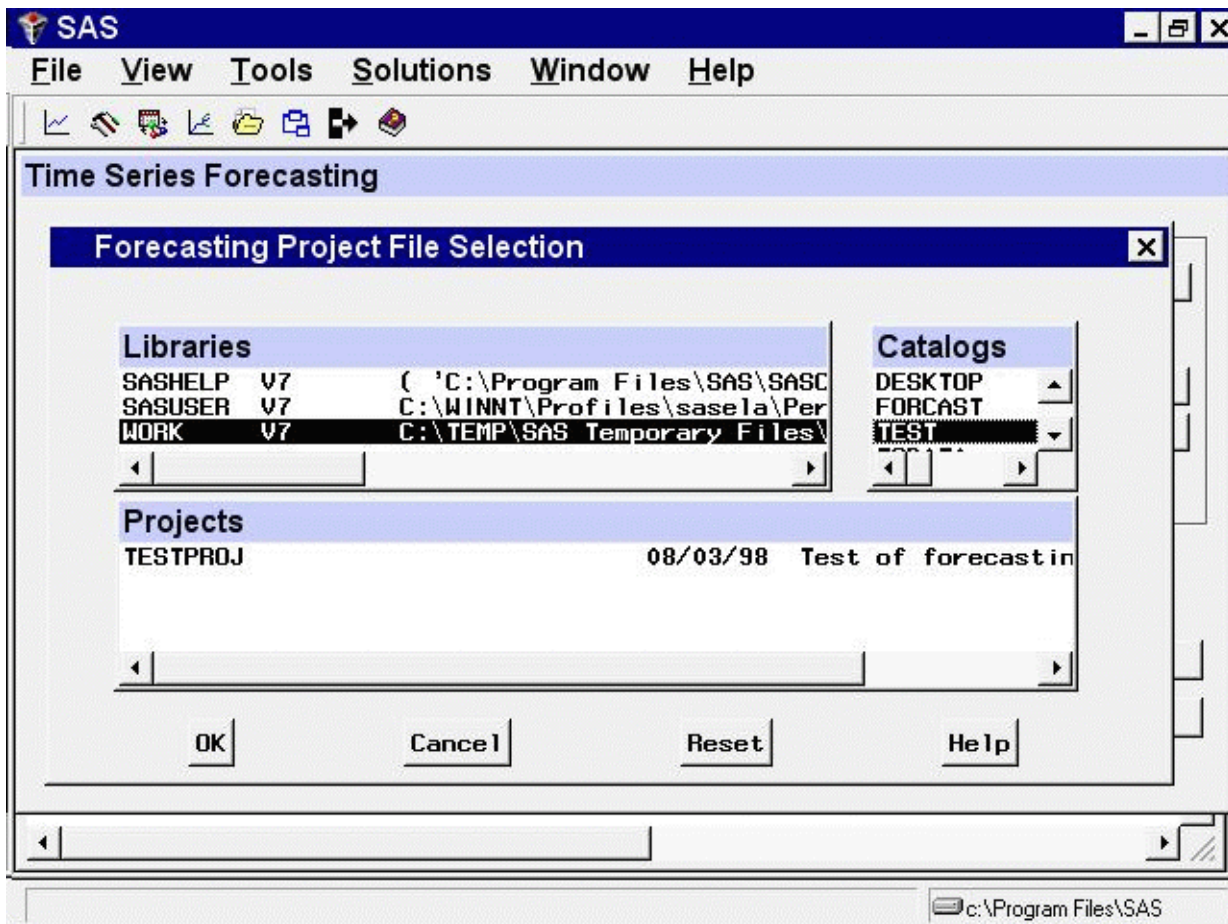 SAS
File View Tools Solutions Window Help
Time Series Forecasting
Forecasting Project File Selection
Libraries
SASHELP V7 ( 'C:\Program Files\SAS\SASC
SASUSER V7 C:\WINNT\Profiles\sasela\Per
WORK V7 C:\TEMP\SAS Temporary Files\
Catalogs
DESKTOP
FORCAST
TEST
Projects
TESTPROJ 08/03/98 Test of forecastin
OK Cancel Reset Help
c:\Program Files\SAS